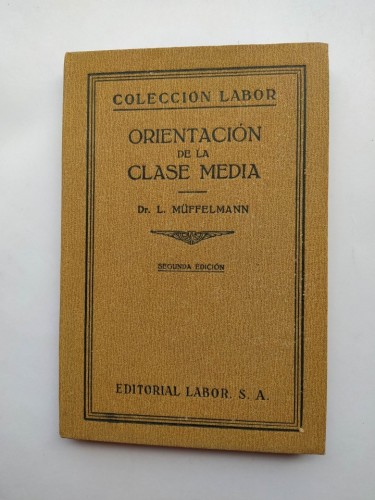 COLECCION LABOR
ORIENTACIÓN
DE LA
CLASE MEDIA
Dr. L. MÜFFELMANN
SEGUNDA EDICIÓN
EDITORIAL LABOR. S. A.